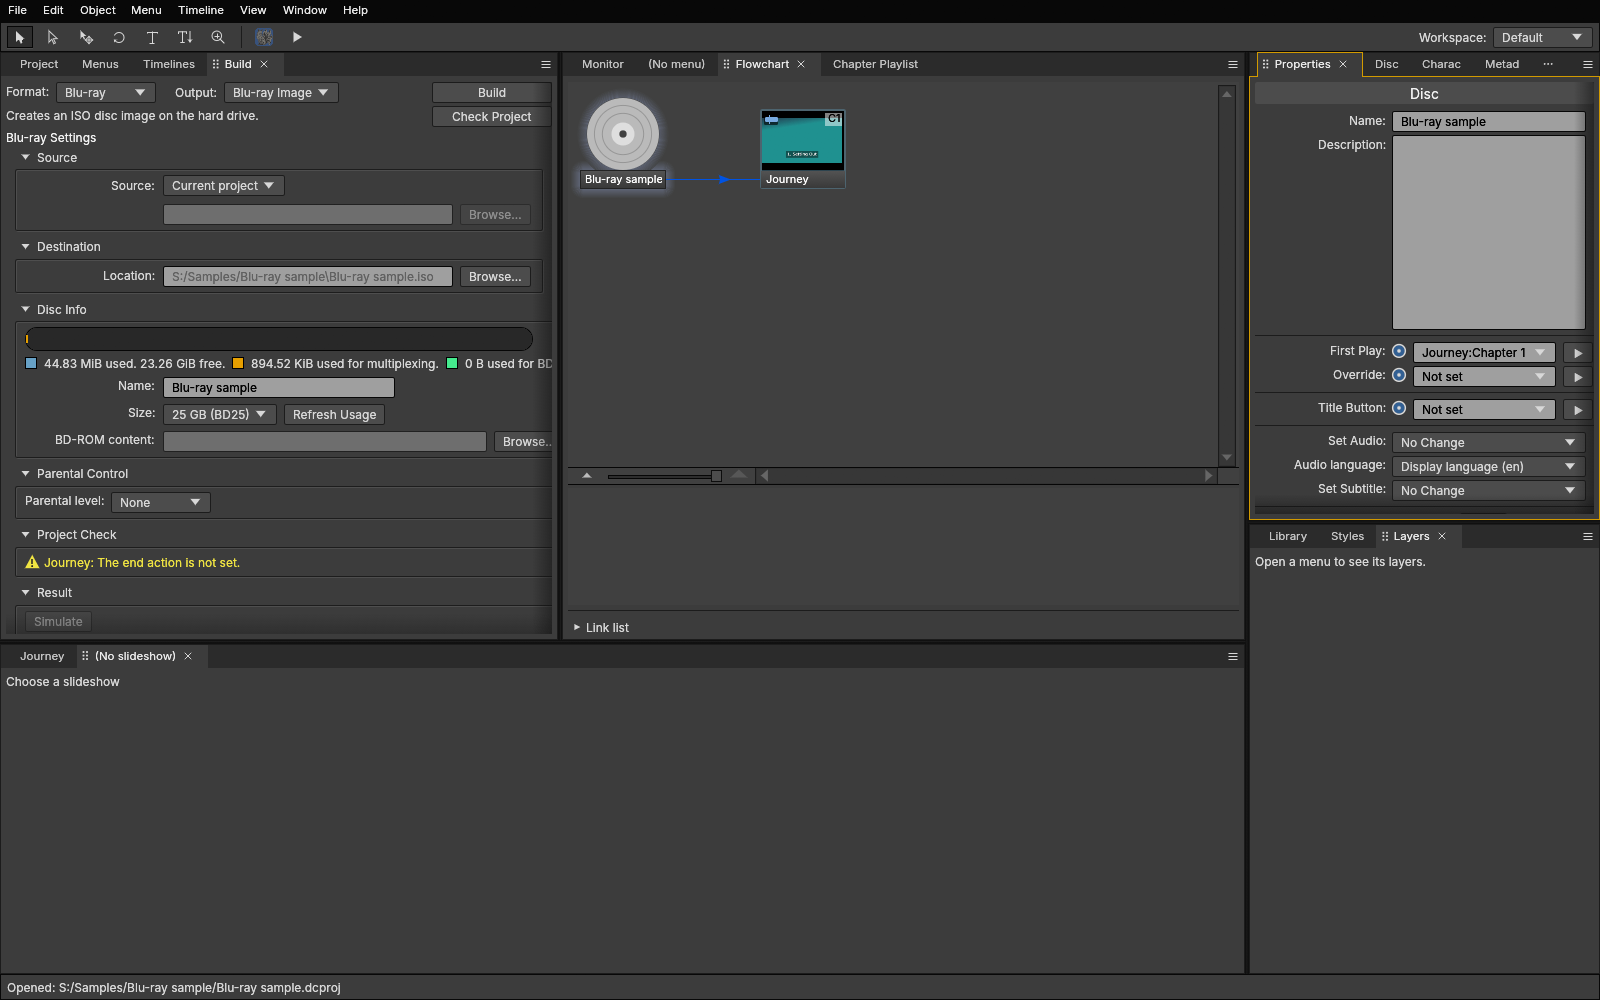 File Edit Object Menu Timeline View Window Help
Workspace: Default
Project Menus Timelines Build
Format: Blu-ray Output: Blu-ray Image Build
Creates an ISO disc image on the hard drive. Check Project
Blu-ray Settings
Source
Source: Current project
Browse...
Destination
Location: S:/Samples/Blu-ray sample\Blu-ray sample.iso Browse...
Disc Info
44.83 MiB used. 23.26 GiB free. 894.52 KiB used for multiplexing. 0 B used for BD
Name: Blu-ray sample
Size: 25 GB (BD25) Refresh Usage
BD-ROM content: Browse..
Parental Control
Parental level: None
Project Check
Journey: The end action is not set.
Result
Simulate
Monitor (No menu) Flowchart Chapter Playlist
C1
1. Setting Out
Blu-ray sample Journey
Link list
Properties Disc Charac Metad ...
Disc
Name: Blu-ray sample
Description:
First Play: Journey:Chapter 1
Override: Not set
Title Button: Not set
Set Audio: No Change
Audio language: Display language (en)
Set Subtitle: No Change
Library Styles Layers
Open a menu to see its layers.
Journey (No slideshow)
Choose a slideshow
Opened: S:/Samples/Blu-ray sample/Blu-ray sample.dcproj